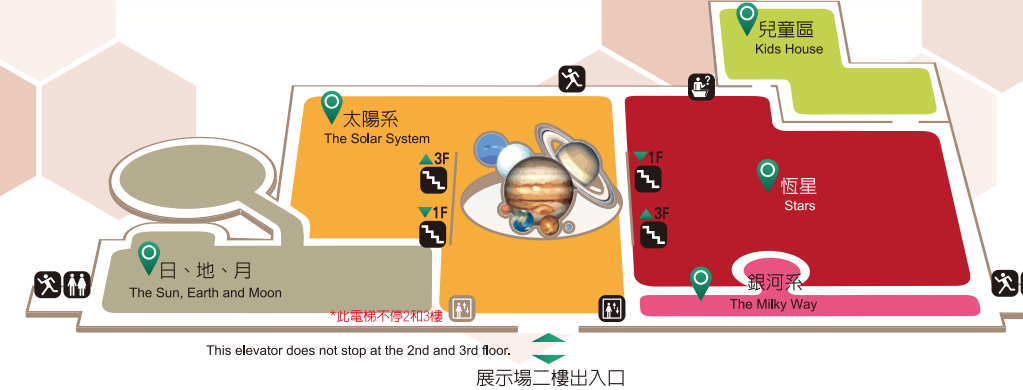 兒童區
Kids House
太陽系
The Solar System
▲3F
▼1F
▼1F
▲3F
恆星
Stars
日、地、月
The Sun, Earth and Moon
銀河系
The Milky Way
*此電梯不停2和3樓
This elevator does not stop at the 2nd and 3rd floor.
展示場二樓出入口